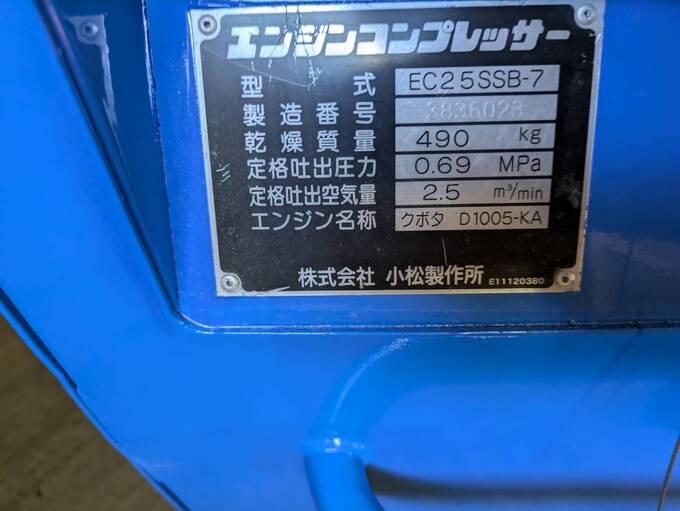 エンジンコンプレッサー
型式 EC25SSB-7
製造番号 3836028
乾燥質量 490 kg
定格吐出圧力 0.69 MPa
定格吐出空気量 2.5 m³/min
エンジン名称 クボタ D1005-KA
株式会社 小松製作所 E11120380